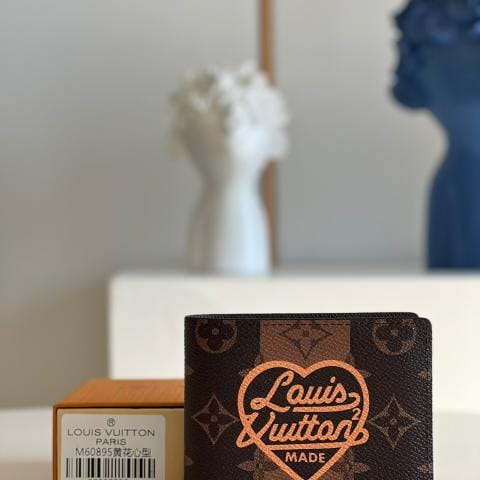 Louis
Vuitton²
MADE
®
LOUIS VUITTON
PARIS
M60895黄花心型